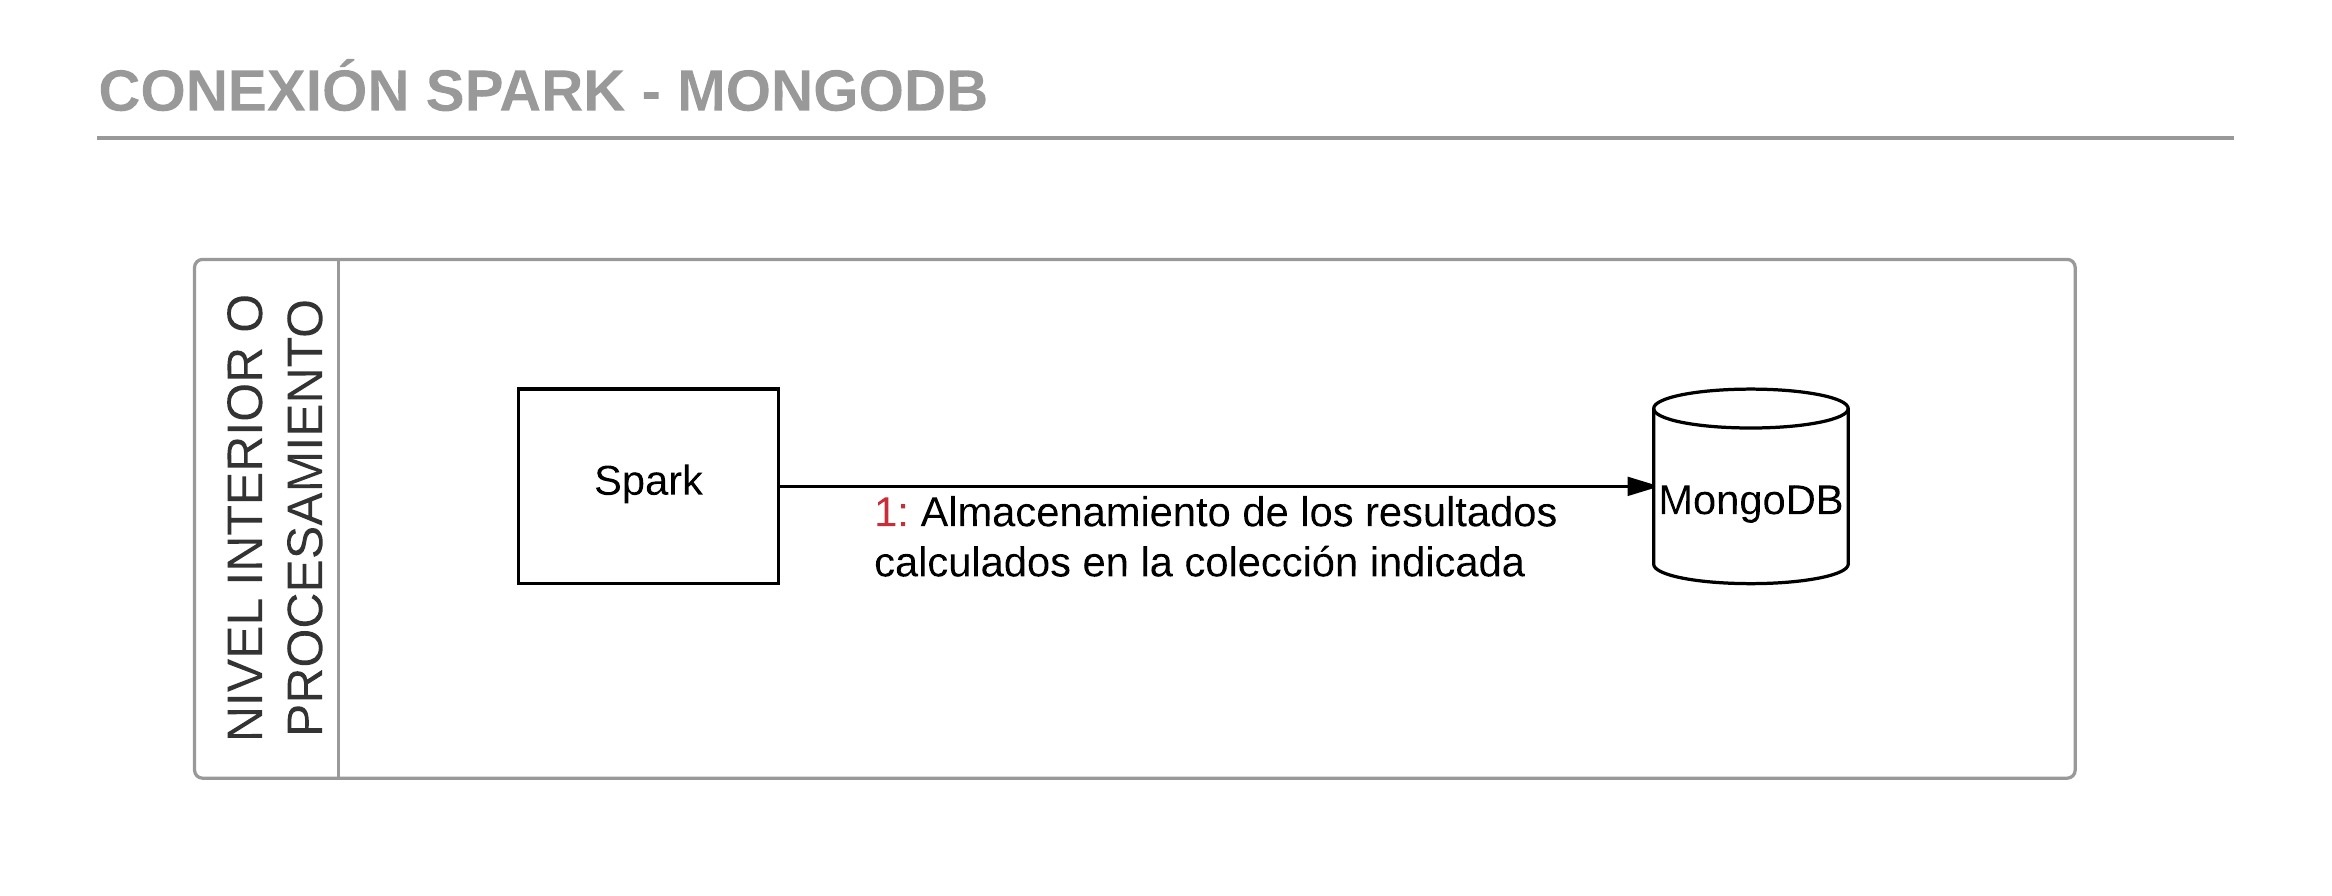 CONEXIÓN SPARK - MONGODB
NIVEL INTERIOR O
PROCESAMIENTO
Spark
1: Almacenamiento de los resultados
calculados en la colección indicada
MongoDB